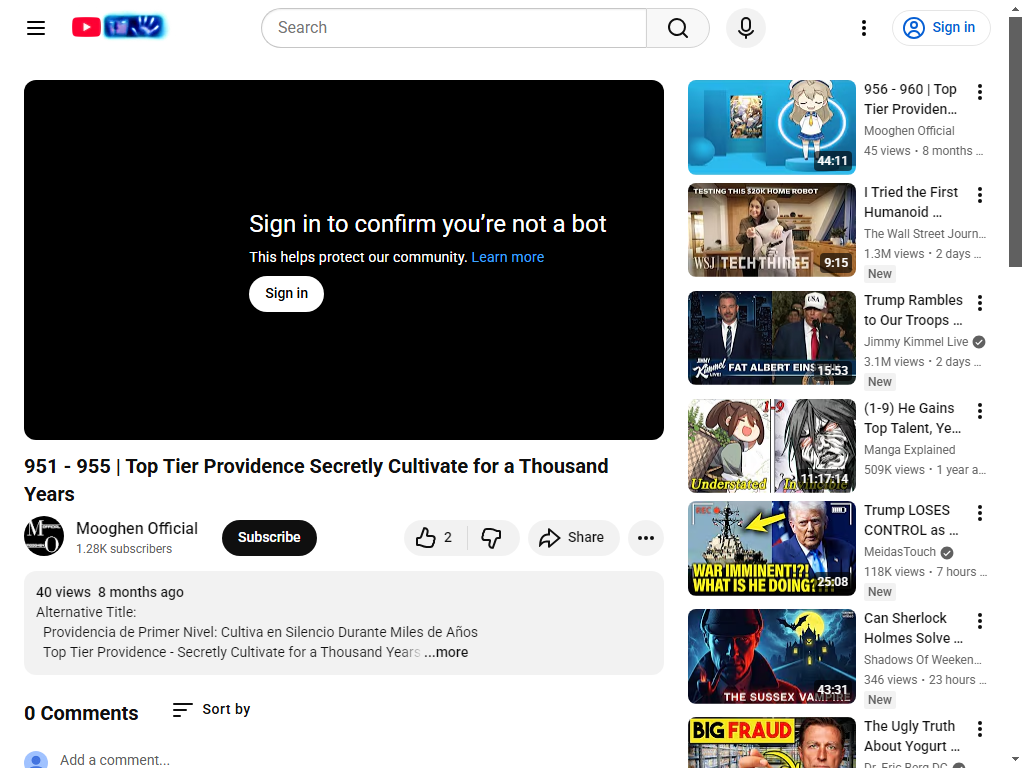 Search
Sign in
Sign in to confirm you’re not a bot
This helps protect our community. Learn more
Sign in
951 - 955 | Top Tier Providence Secretly Cultivate for a Thousand
Years
Mooghen Official
1.28K subscribers
Subscribe
2
Share
40 views 8 months ago
Alternative Title:
Providencia de Primer Nivel: Cultiva en Silencio Durante Miles de Años
Top Tier Providence - Secretly Cultivate for a Thousand Years ...more
0 Comments
Sort by
Add a comment...
44:11
956 - 960 | Top
Tier Providen...
Mooghen Official
45 views • 8 months ...
TESTING THIS $20K HOME ROBOT
WSJ TECH THINGS
9:15
I Tried the First
Humanoid ...
The Wall Street Journ...
1.3M views • 2 days ...
New
USA
JIMMY
Kimmel
LIVE!
FAT ALBERT EINS
15:53
Trump Rambles
to Our Troops ...
Jimmy Kimmel Live
3.1M views • 2 days ...
New
1-9
Understated
Invincible
11:17:14
(1-9) He Gains
Top Talent, Ye...
Manga Explained
509K views • 1 year a...
REC
WAR IMMINENT!?!
WHAT IS HE DOING?
25:08
Trump LOSES
CONTROL as ...
MeidasTouch
118K views • 7 hours ...
New
THE SUSSEX VAMPIRE
43:31
Can Sherlock
Holmes Solve ...
Shadows Of Weeken...
346 views • 23 hours ...
New
BIG FRAUD
The Ugly Truth
About Yogurt ...
Dr. Eric Berg DC